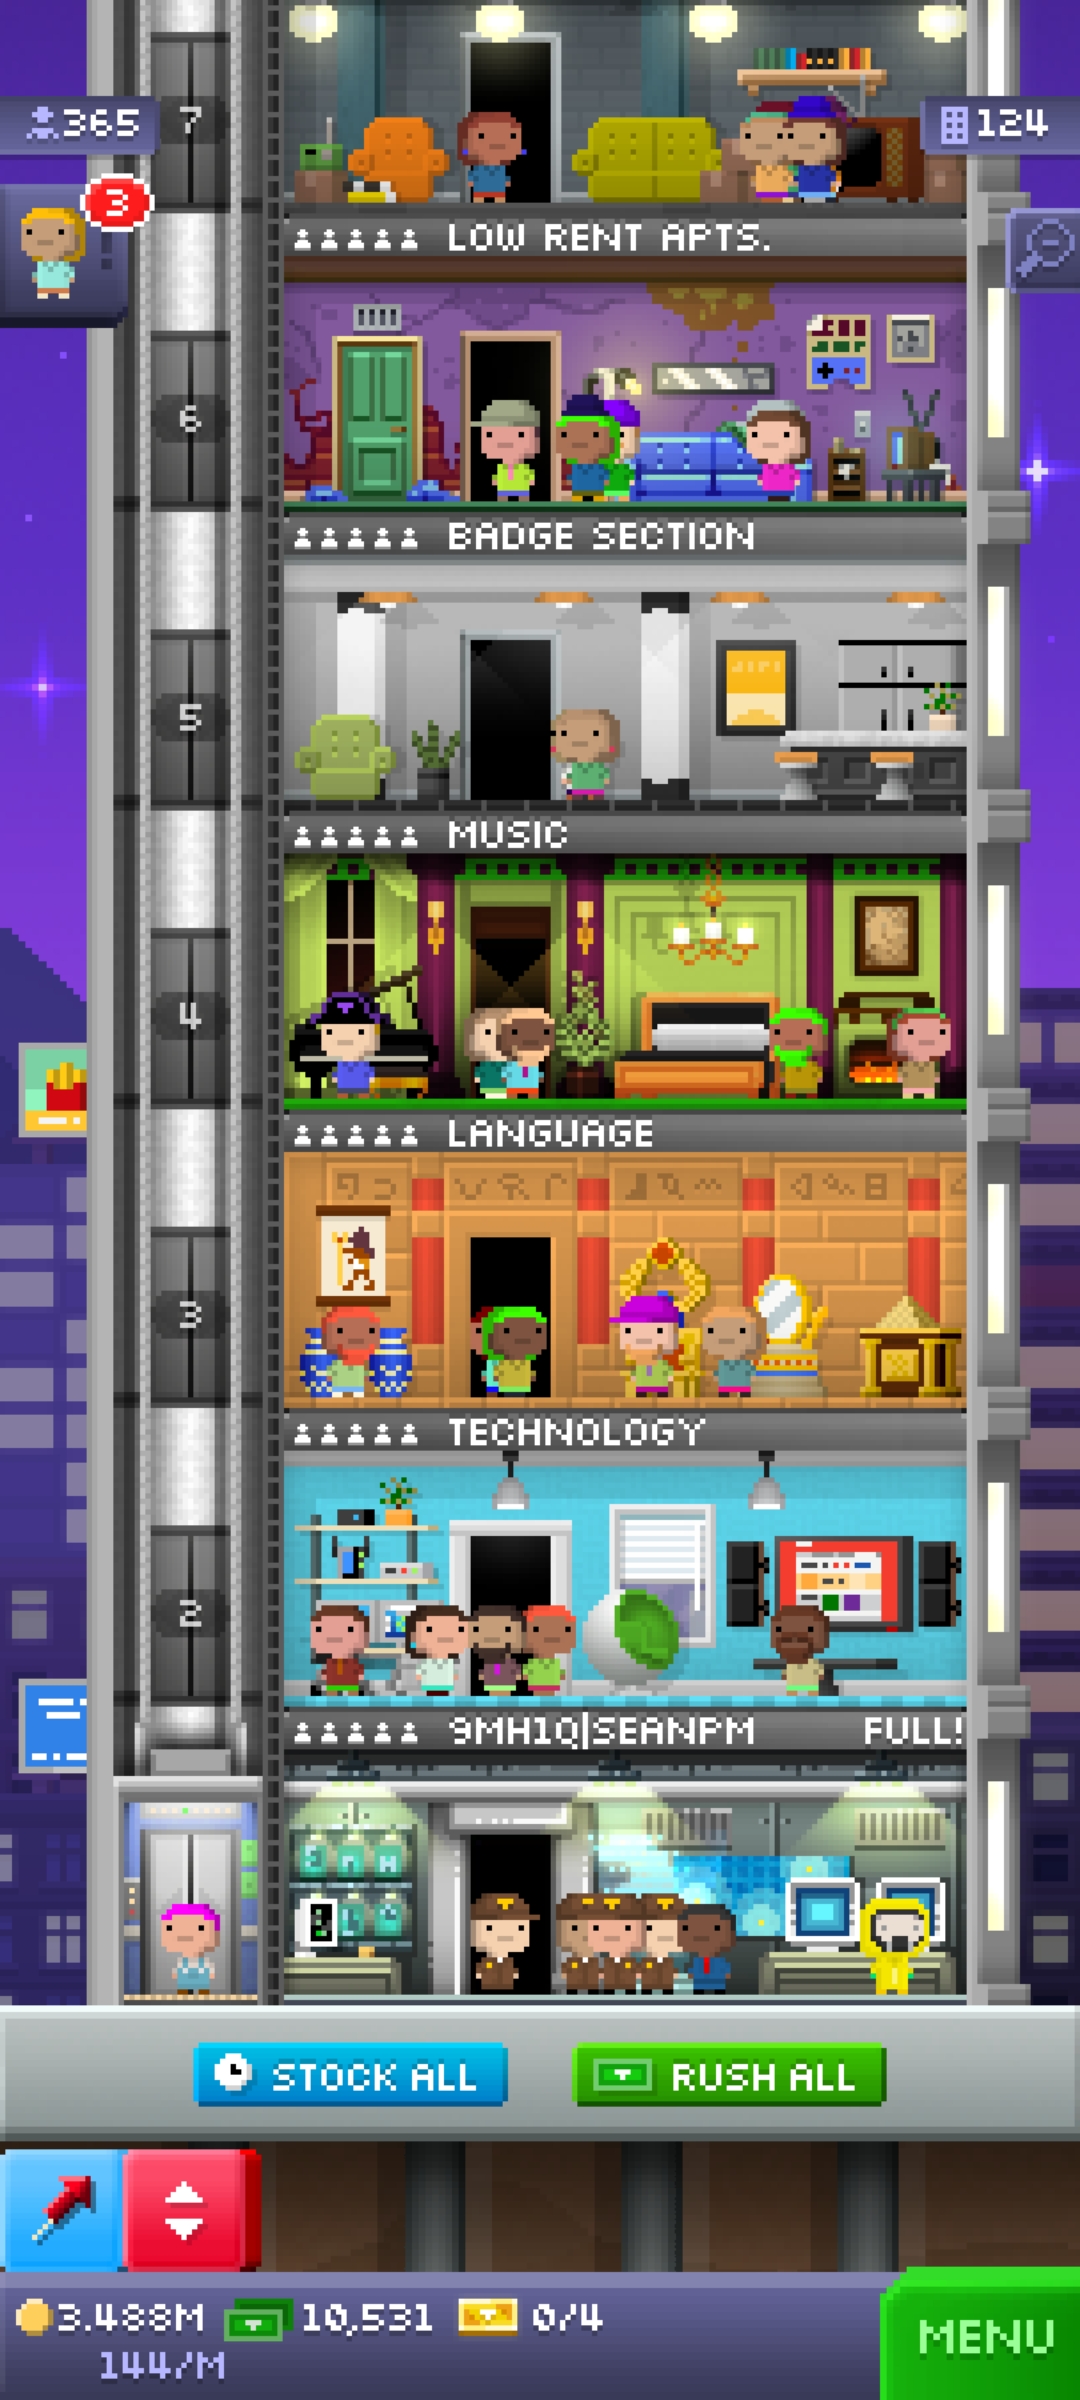 7
365
124
3
LOW RENT APTS.
6
BADGE SECTION
5
MUSIC
4
LANGUAGE
3
TECHNOLOGY
2
9MH1Q|SEANPM FULL!
STOCK ALL
RUSH ALL
3.488M 10,531 0/4
144/M
MENU